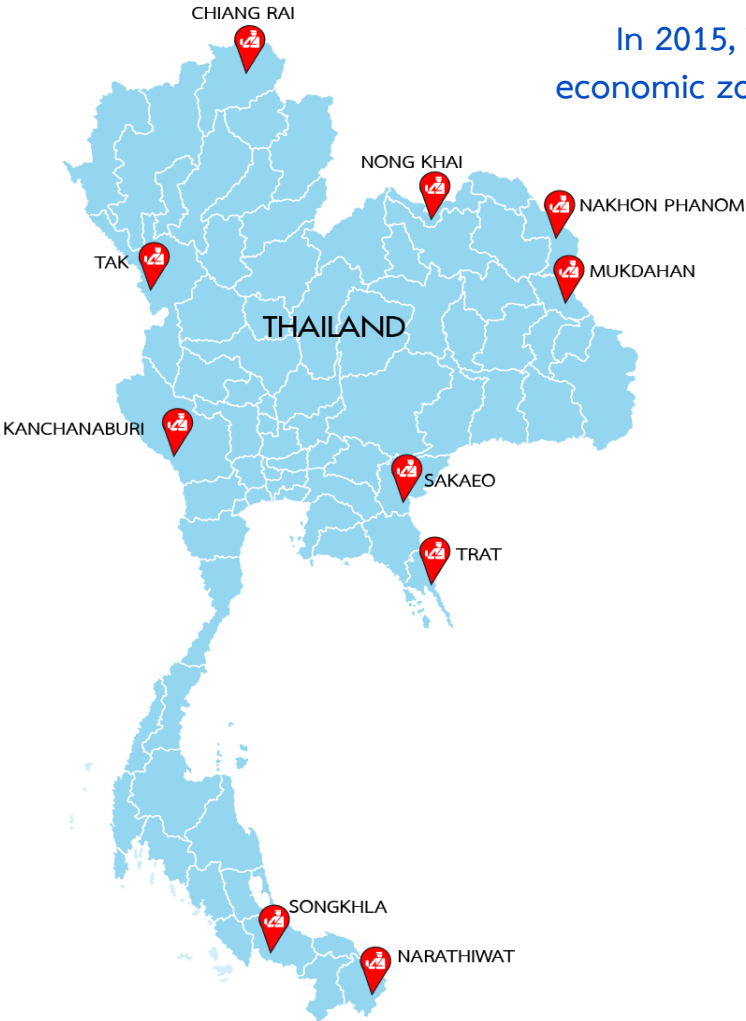 CHIANG RAI
In 2015,
economic zo
NONG KHAI
NAKHON PHANOM
TAK
MUKDAHAN
THAILAND
KANCHANABURI
SAKAEO
TRAT
SONGKHLA
NARATHIWAT